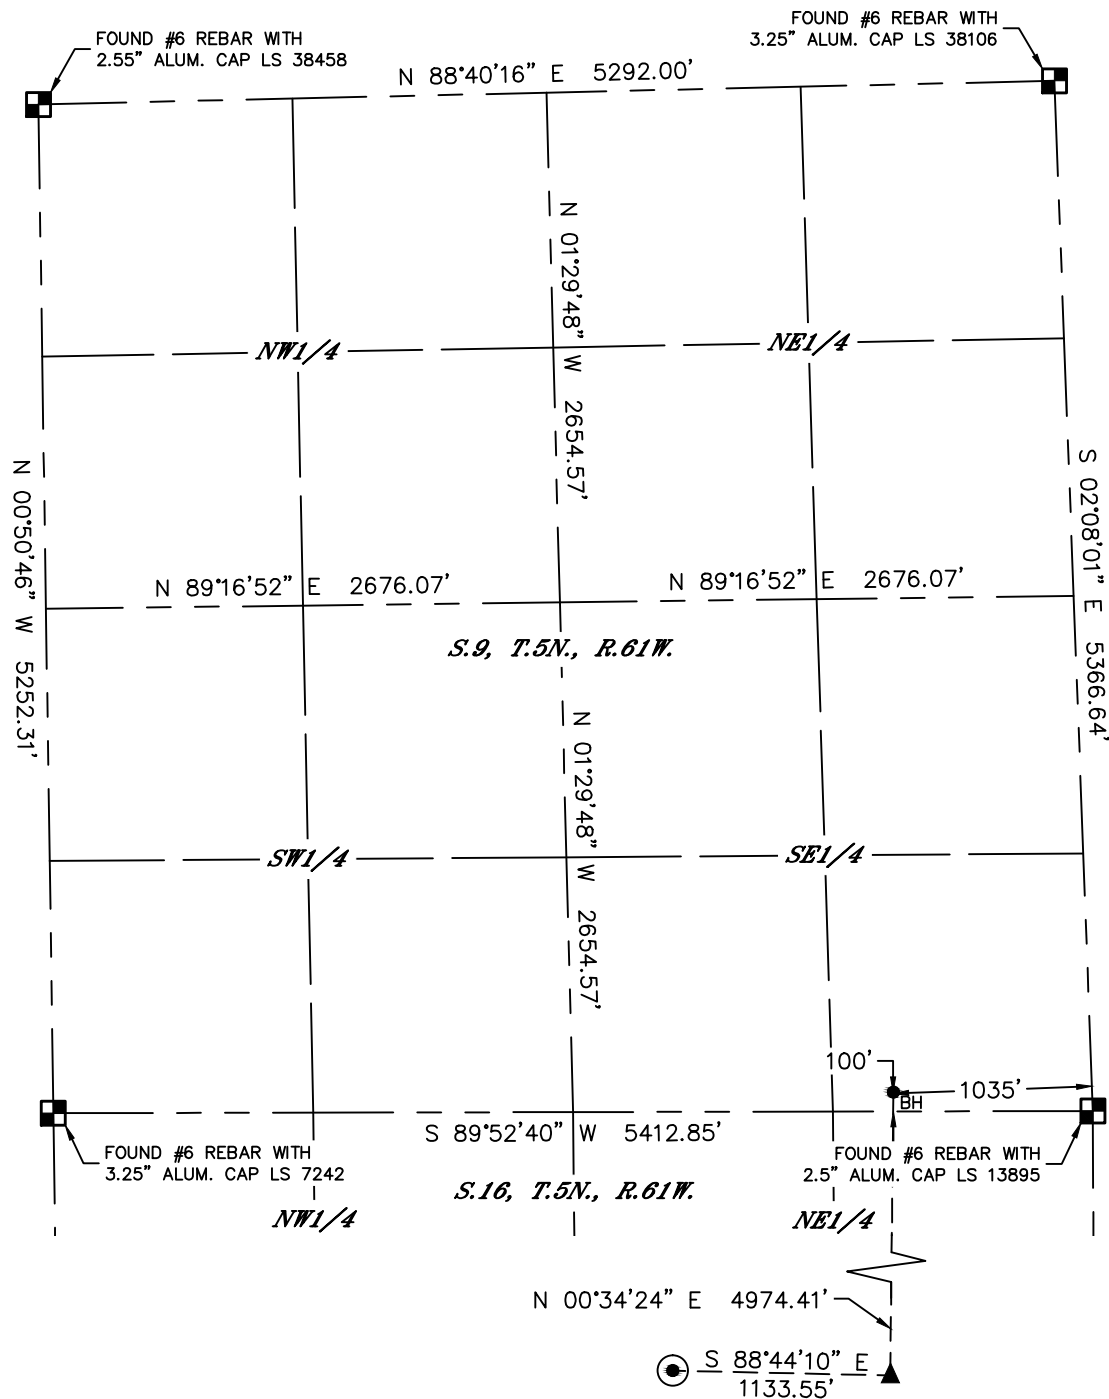 FOUND #6 REBAR WITH
2.55” ALUM. CAP LS 38458
FOUND #6 REBAR WITH
3.25” ALUM. CAP LS 38106
N 88°40'16” E 5292.00'
N 01°29'48” W 2654.57'
NW1/4
NE1/4
N 00°50'46” W 5252.31'
S 02°08'01” E 5366.64'
N 89°16'52” E 2676.07'
N 89°16'52” E 2676.07'
S.9, T.5N., R.61W.
N 01°29'48” W 2654.57'
SW1/4
SE1/4
100'
1035'
BH
S 89°52'40” W 5412.85'
FOUND #6 REBAR WITH
3.25” ALUM. CAP LS 7242
FOUND #6 REBAR WITH
2.5” ALUM. CAP LS 13895
S.16, T.5N., R.61W.
NW1/4
NE1/4
N 00°34'24” E 4974.41'
S 88°44'10” E
1133.55'